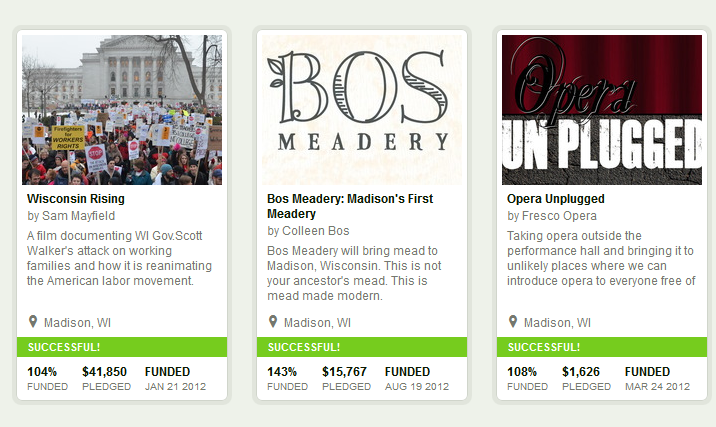 Firefighters
for
WORKERS
RIGHTS
STOP
Wisconsin Rising
by Sam Mayfield
A film documenting WI Gov.Scott
Walker's attack on working
families and how it is reanimating
the American labor movement.
Madison, WI
SUCCESSFUL!
104% $41,850 FUNDED
FUNDED PLEDGED JAN 21 2012
BOS
MEADERY
Bos Meadery: Madison's First
Meadery
by Colleen Bos
Bos Meadery will bring mead to
Madison, Wisconsin. This is not
your ancestor's mead. This is
mead made modern.
Madison, WI
SUCCESSFUL!
143% $15,767 FUNDED
FUNDED PLEDGED AUG 19 2012
Opera
UNPLUGGED
Opera Unplugged
by Fresco Opera
Taking opera outside the
performance hall and bringing it to
unlikely places where we can
introduce opera to everyone free of
Madison, WI
SUCCESSFUL!
108% $1,626 FUNDED
FUNDED PLEDGED MAR 24 2012